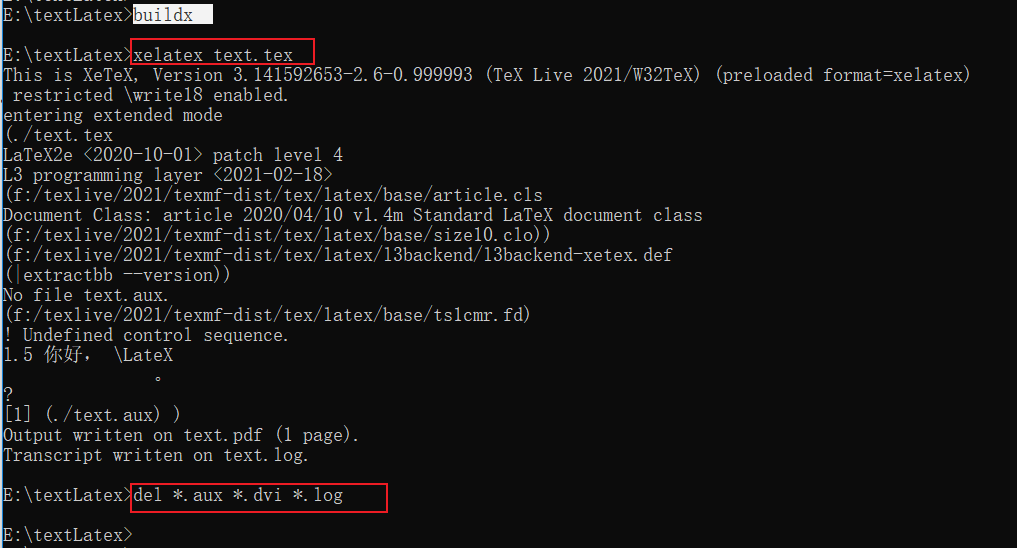 E:\textLatex>buildx
E:\textLatex>xelatex text.tex
This is XeTeX, Version 3.141592653-2.6-0.999993 (TeX Live 2021/W32TeX) (preloaded format=xelatex)
restricted \write18 enabled.
entering extended mode
(./text.tex
LaTeX2e <2020-10-01> patch level 4
L3 programming layer <2021-02-18>
(f:/texlive/2021/texmf-dist/tex/latex/base/article.cls
Document Class: article 2020/04/10 v1.4m Standard LaTeX document class
(f:/texlive/2021/texmf-dist/tex/latex/base/size10.clo))
(f:/texlive/2021/texmf-dist/tex/latex/l3backend/l3backend-xetex.def
(|extractbb --version))
No file text.aux.
(f:/texlive/2021/texmf-dist/tex/latex/base/ts1cmr.fd)
! Undefined control sequence.
l.5 你好， \LateX
。
?
[1] (./text.aux) )
Output written on text.pdf (1 page).
Transcript written on text.log.
E:\textLatex>del *.aux *.dvi *.log
E:\textLatex>